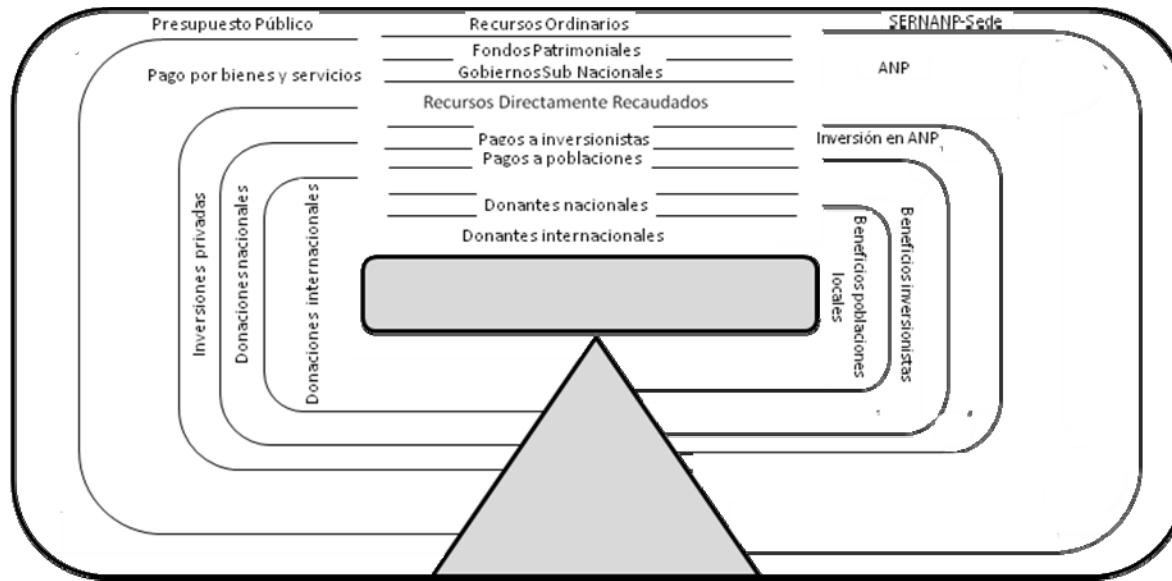 Presupuesto Público
Recursos Ordinarios
SERNANP-Sede
Fondos Patrimoniales
Pago por bienes y servicios
Gobiernos Sub Nacionales
ANP
Recursos Directamente Recaudados
Pagos a inversionistas
Inversión en ANP
Pagos a poblaciones
Donantes nacionales
Donantes internacionales
Inversiones privadas
Donaciones nacionales
Donaciones internacionales
Beneficios poblaciones
locales
Beneficios inversionistas